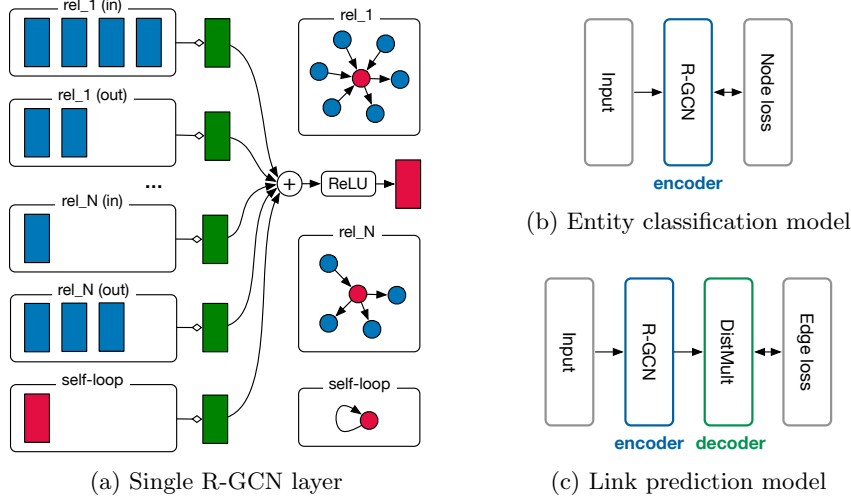 rel_1 (in)
rel_1 (out)
...
rel_N (in)
rel_N (out)
self-loop
+
ReLU
rel_1
rel_N
self-loop
(a) Single R-GCN layer
Input
R-GCN
Node loss
encoder
(b) Entity classification model
Input
R-GCN
DistMult
Edge loss
encoder
decoder
(c) Link prediction model